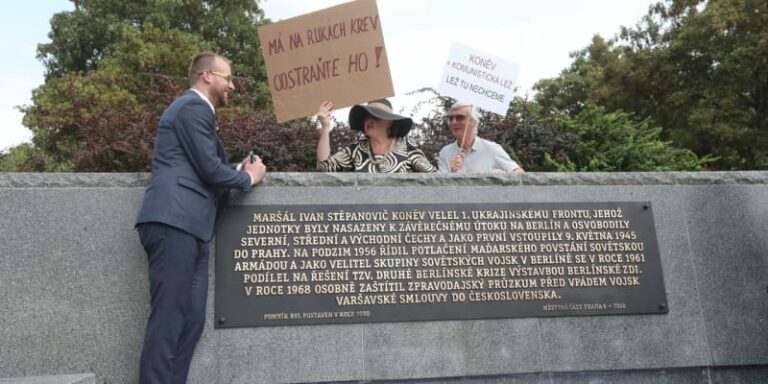 MÁ NA RUKÁCH KREV
ODSTRAŇTE HO!
KONĚV
= KOMUNISTICKÁ LEŽ
LEŽ TU NECHCEME
MARŠÁL IVAN STĚPANOVIČ KONĚV VELEL 1. UKRAJINSKÉMU FRONTU, JEHOŽ
JEDNOTKY BYLY NASAZENY K ZÁVĚREČNÉMU ÚTOKU NA BERLÍN A OSVOBODILY
SEVERNÍ, STŘEDNÍ A VÝCHODNÍ ČECHY A JAKO PRVNÍ VSTOUPILY 9. KVĚTNA 1945
DO PRAHY. NA PODZIM 1956 ŘÍDIL POTLAČENÍ MAĎARSKÉHO POVSTÁNÍ SOVĚTSKOU
ARMÁDOU A JAKO VELITEL SKUPINY SOVĚTSKÝCH VOJSK V BERLÍNĚ SE V ROCE 1961
PODÍLEL NA ŘEŠENÍ TZV. DRUHÉ BERLÍNSKÉ KRIZE VÝSTAVBOU BERLÍNSKÉ ZDI.
V ROCE 1968 OSOBNĚ ZAŠTÍTIL ZPRAVODAJSKÝ PRŮZKUM PŘED VPÁDEM VOJSK
VARŠAVSKÉ SMLOUVY DO ČESKOSLOVENSKA.
POMNÍK BYL POSTAVEN V ROCE 1980
MĚSTSKÁ ČÁST PRAHA 6 - 2018